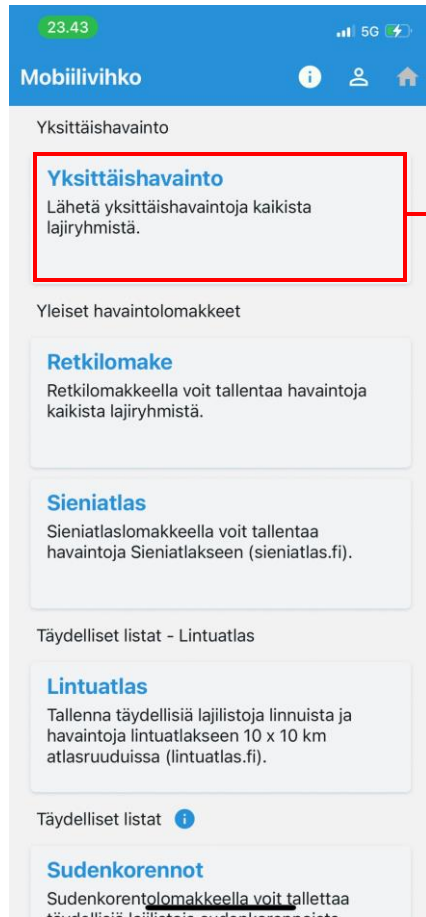 23.43
5G
Mobiilivihko
Yksittäishavainto
Yksittäishavainto
Lähetä yksittäishavaintoja kaikista
lajiryhmistä.
Yleiset havaintolomakkeet
Retkilomake
Retkilomakkeella voit tallentaa havaintoja
kaikista lajiryhmistä.
Sieniatlas
Sieniatlaslomakkeella voit tallentaa
havaintoja Sieniatlakseen (sieniatlas.fi).
Täydelliset listat - Lintuatlas
Lintuatlas
Tallenna täydellisiä lajilistoja linnuista ja
havaintoja lintuatlakseen 10 x 10 km
atlasruuduissa (lintuatlas.fi).
Täydelliset listat
Sudenkorennot
Sudenkorentolomakkeella voit tallettaa